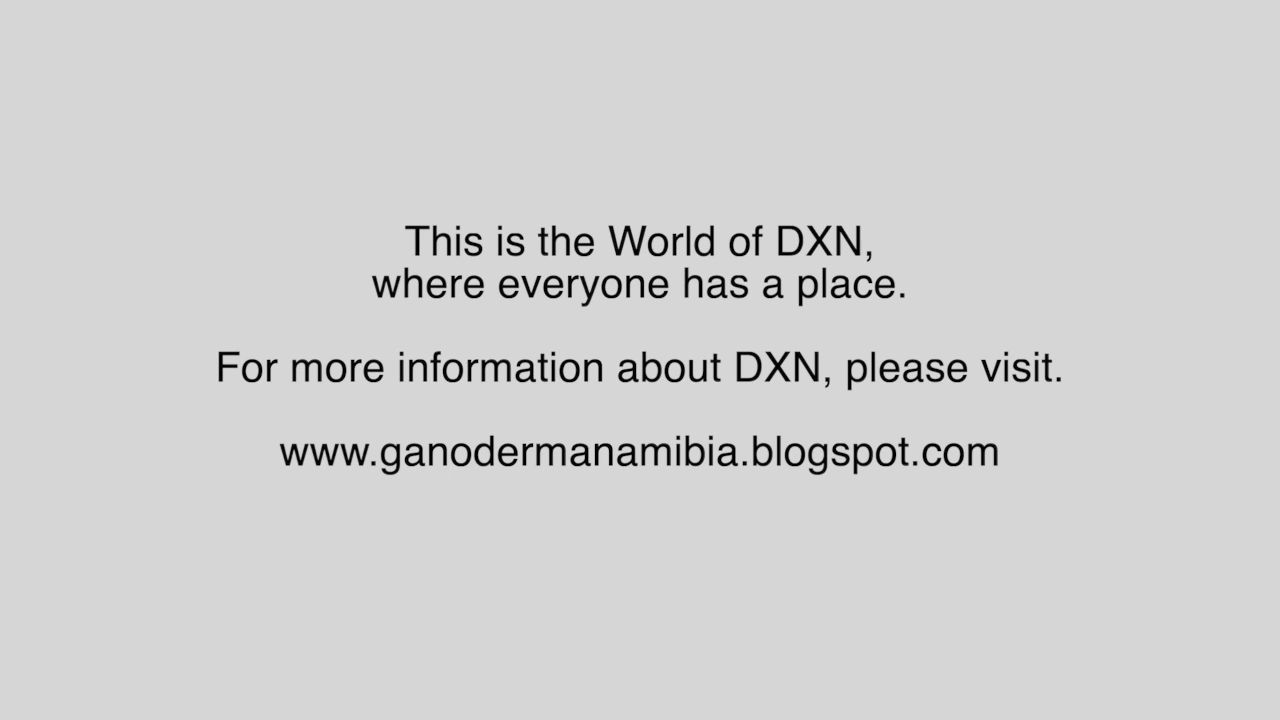 This is the World of DXN,
where everyone has a place.
For more information about DXN, please visit.
www.ganodermanamibia.blogspot.com